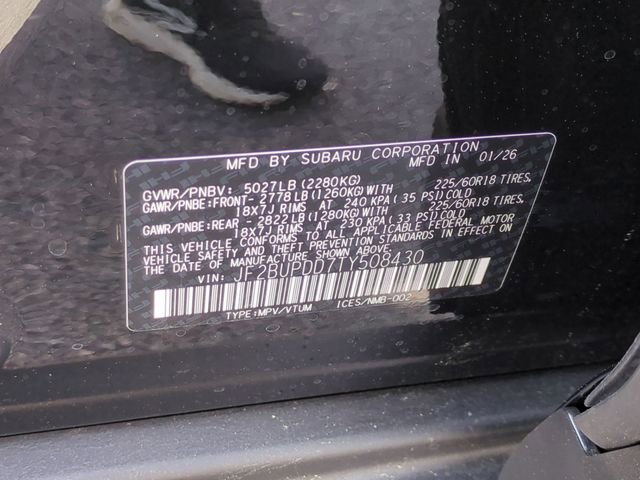 MFD BY SUBARU CORPORATION MFD IN 01/26
GVWR/PNBV: 5027LB (2280KG)
GAWR/PNBE:FRONT- 2778LB(1260KG)WITH 225/60R18 TIRES,
18x7J RIMS AT 240 KPA ( 35 PSI)COLD
GAWR/PNBE:REAR - 2822LB(1280KG)WITH 225/60R18 TIRES,
18x7J RIMS AT 230 KPA ( 33 PSI)COLD
THIS VEHICLE CONFORMS TO ALL APPLICABLE FEDERAL MOTOR
VEHICLE SAFETY AND THEFT PREVENTION STANDARDS IN EFFECT ON
THE DATE OF MANUFACTURE SHOWN ABOVE.
VIN: JF2BUPDD7TY508430
TYPE:MPV/VTUM ICES/NMB-002